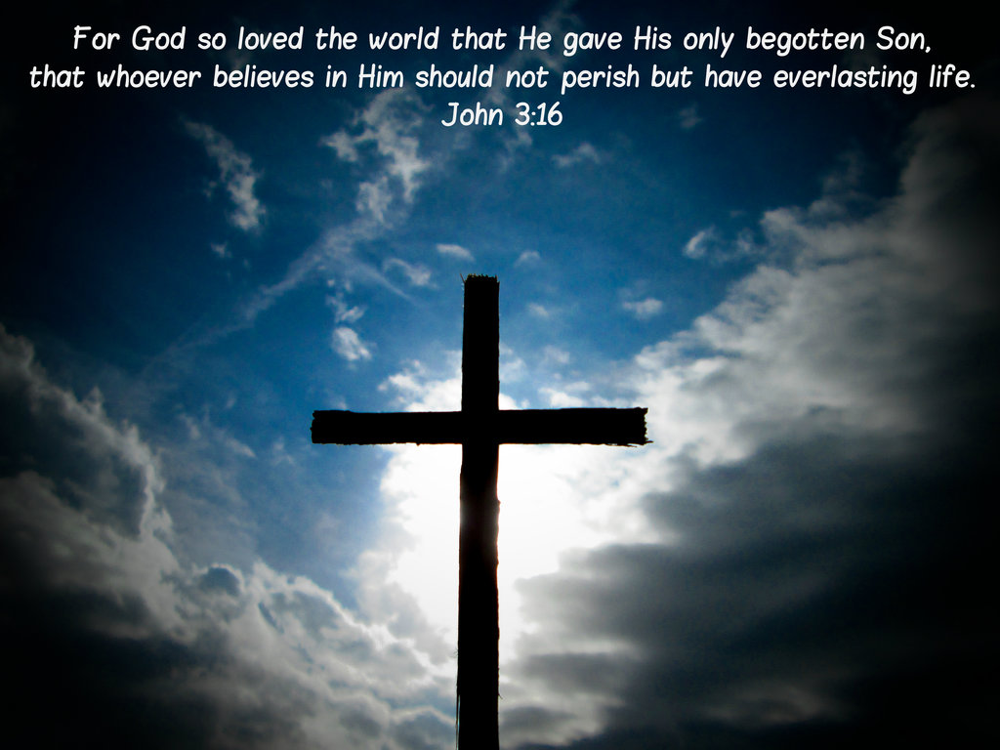 For God so loved the world that He gave His only begotten Son,
that whoever believes in Him should not perish but have everlasting life.
John 3:16